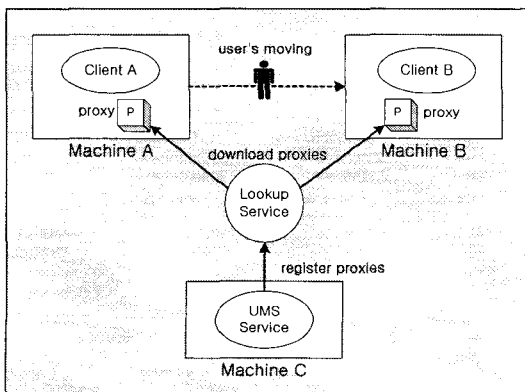 user's moving
Client A
Client B
proxy
P
P
proxy
Machine A
download proxies
Machine B
Lookup
Service
register proxies
UMS
Service
Machine C